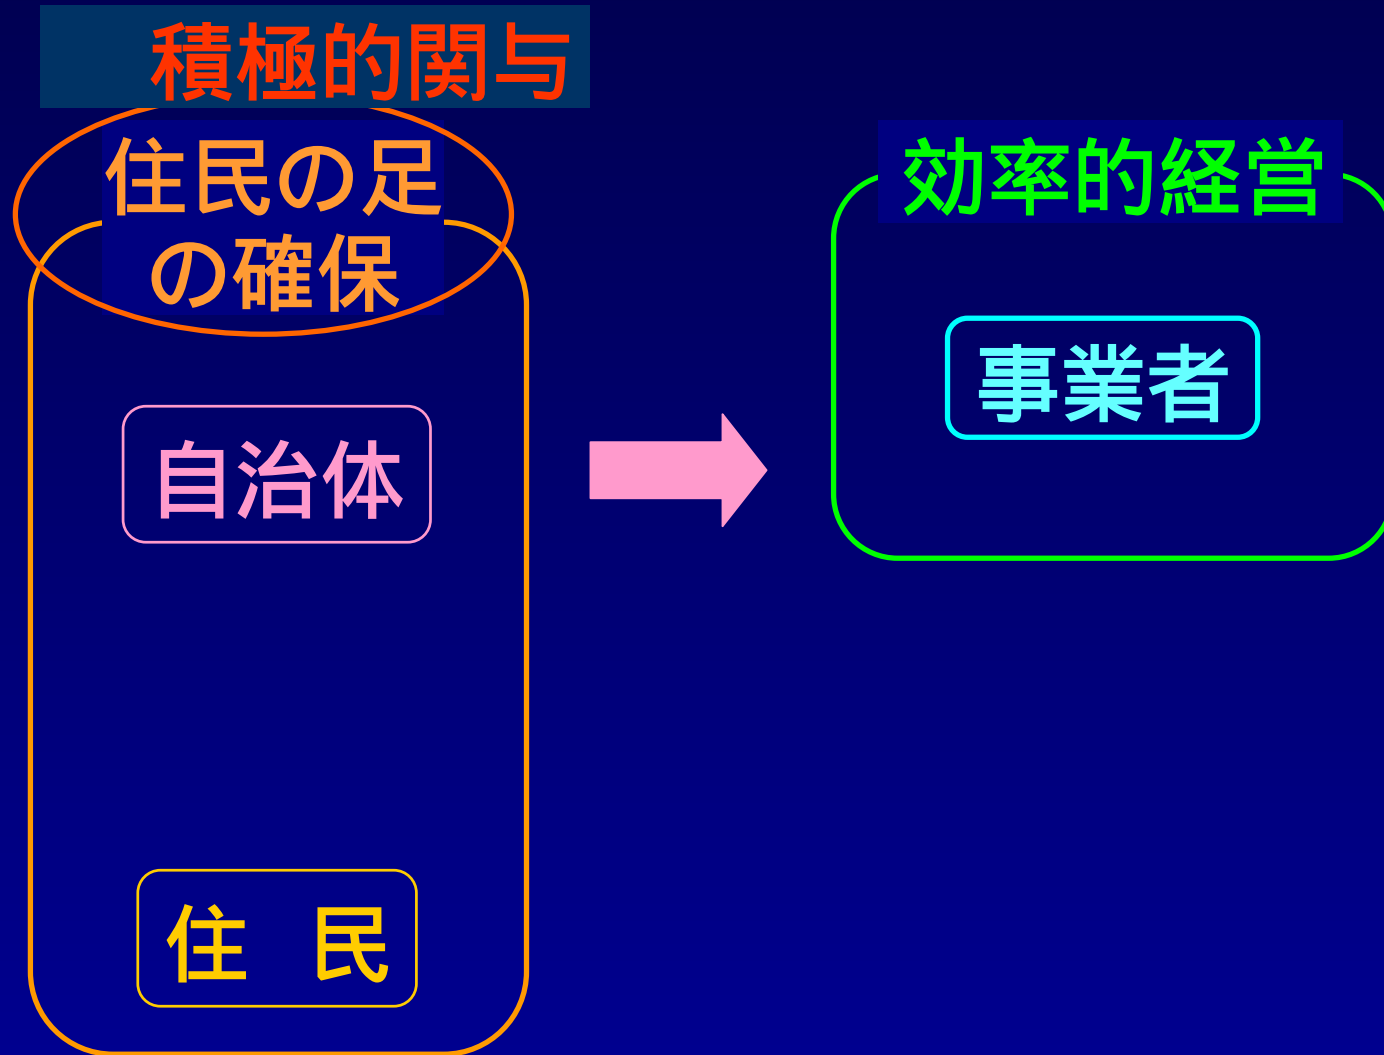 積極的関与
住民の足
の確保
自治体
住　民
効率的経営
事業者